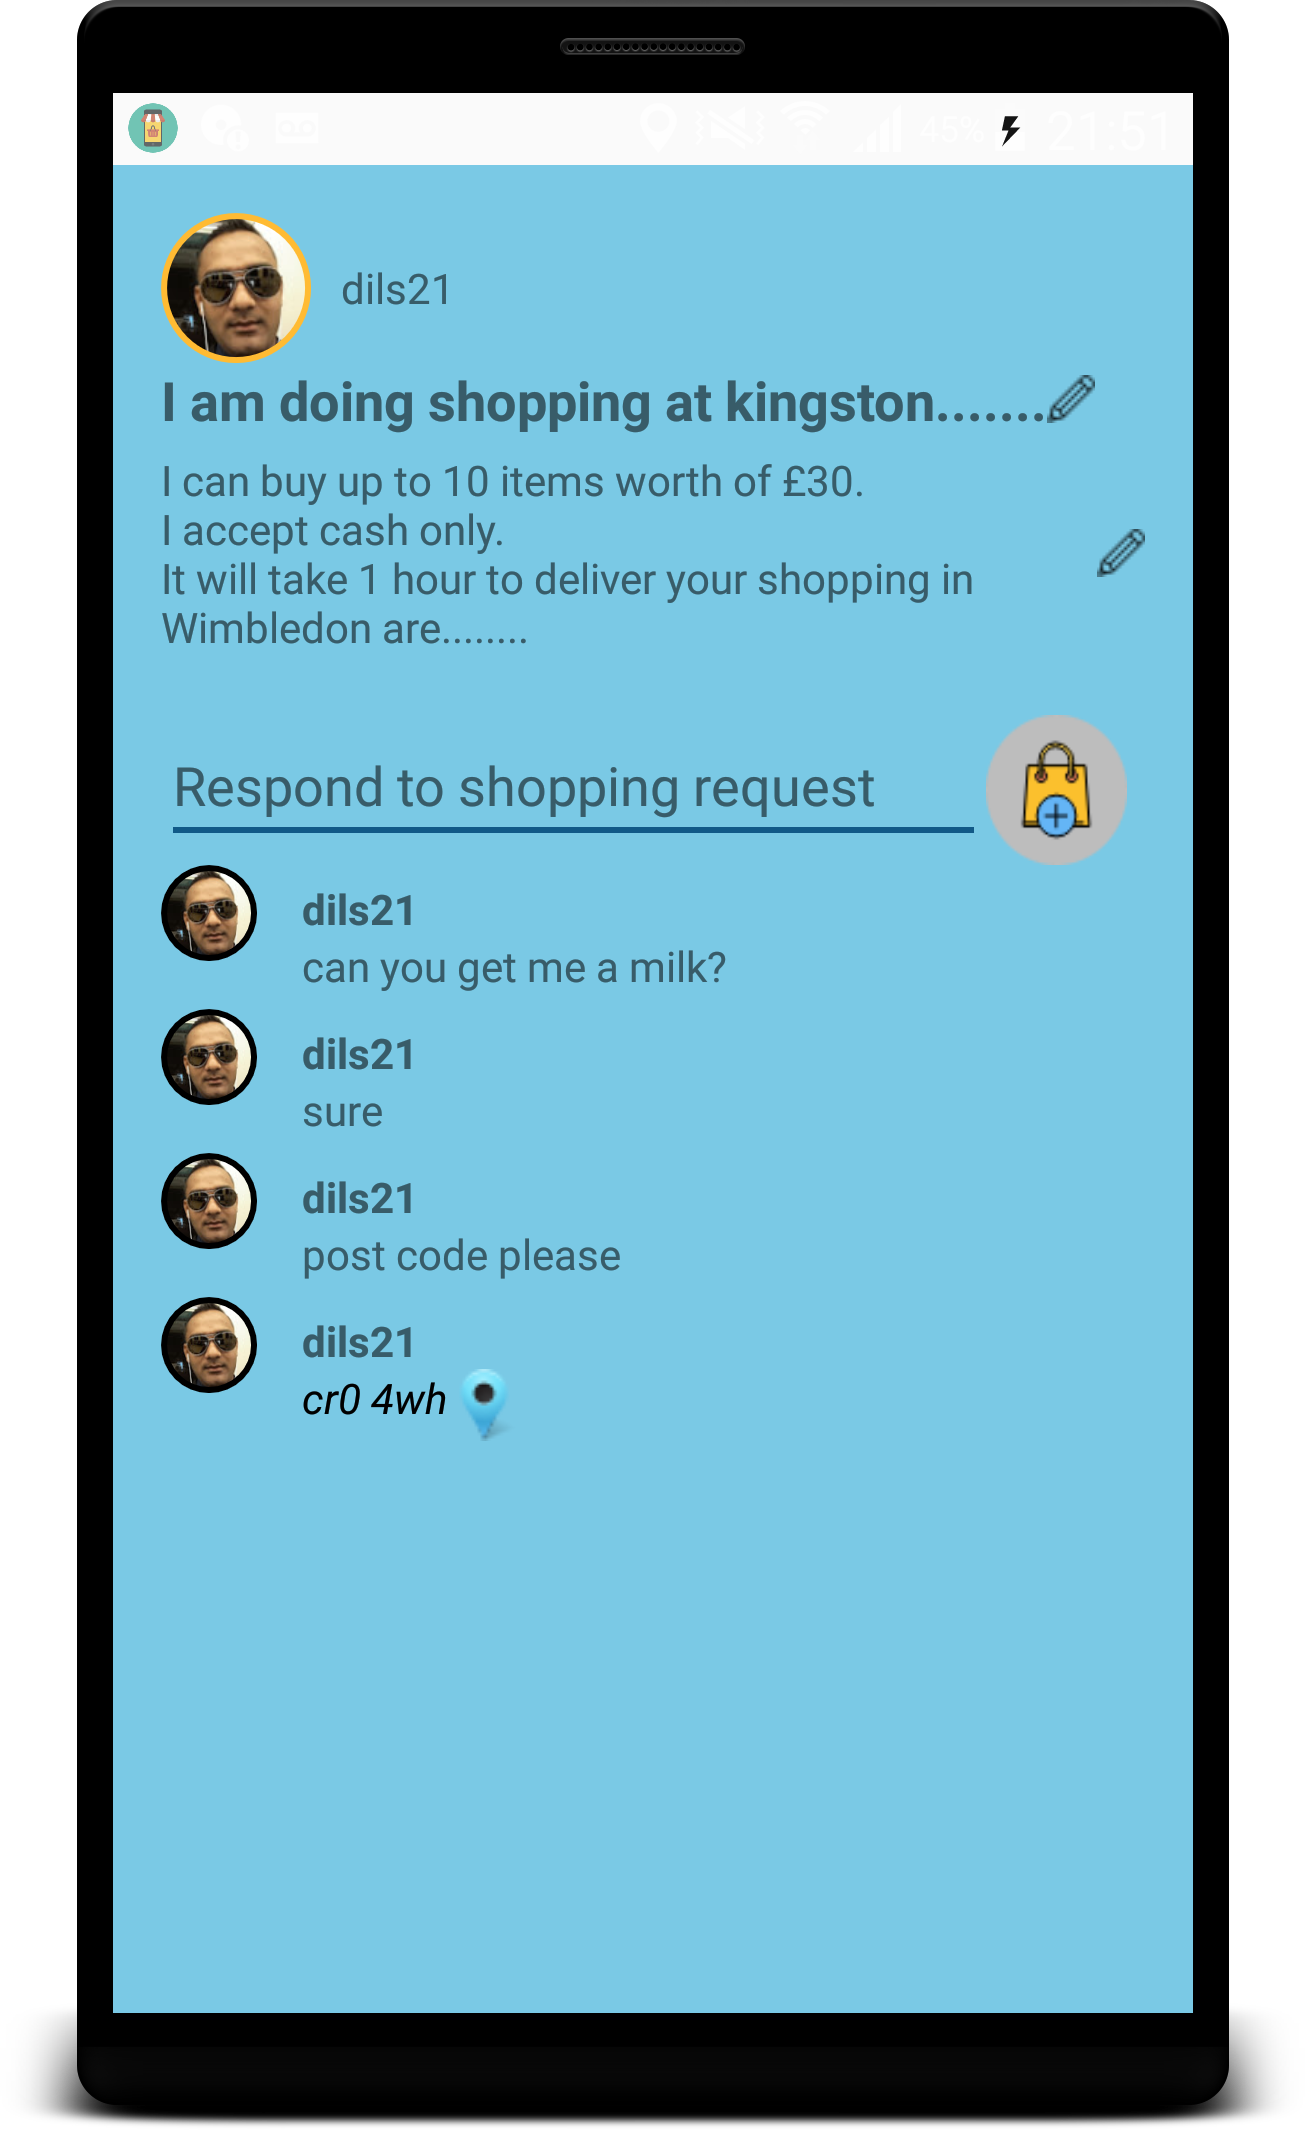 45% 21:51
dils21
I am doing shopping at kingston.......
I can buy up to 10 items worth of £30.
I accept cash only.
It will take 1 hour to deliver your shopping in
Wimbledon are........
Respond to shopping request
dils21
can you get me a milk?
dils21
sure
dils21
post code please
dils21
cr0 4wh